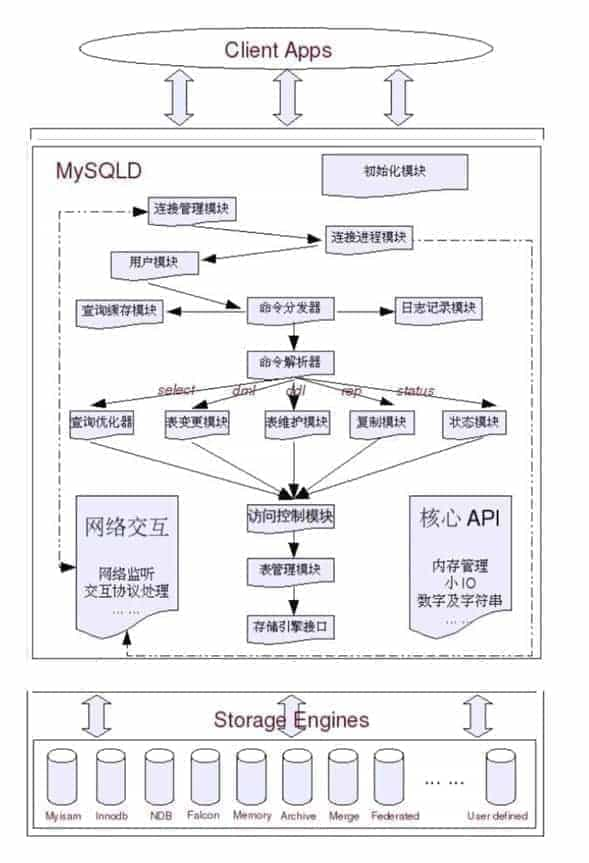 Client Apps
MySQLD
初始化模块
连接管理模块
连接进程模块
用户模块
查询缓存模块
命令分发器
日志记录模块
命令解析器
select
dml
ddl
rep
status
查询优化器
表变更模块
表维护模块
复制模块
状态模块
访问控制模块
网络交互
网络监听
交互协议处理
... ...
核心 API
内存管理
小 IO
数字及字符串
... ...
表管理模块
存储引擎接口
Storage Engines
Myisam
Innodb
NDB
Falcon
Memory
Archive
Merge
Federated
... ...
User defined